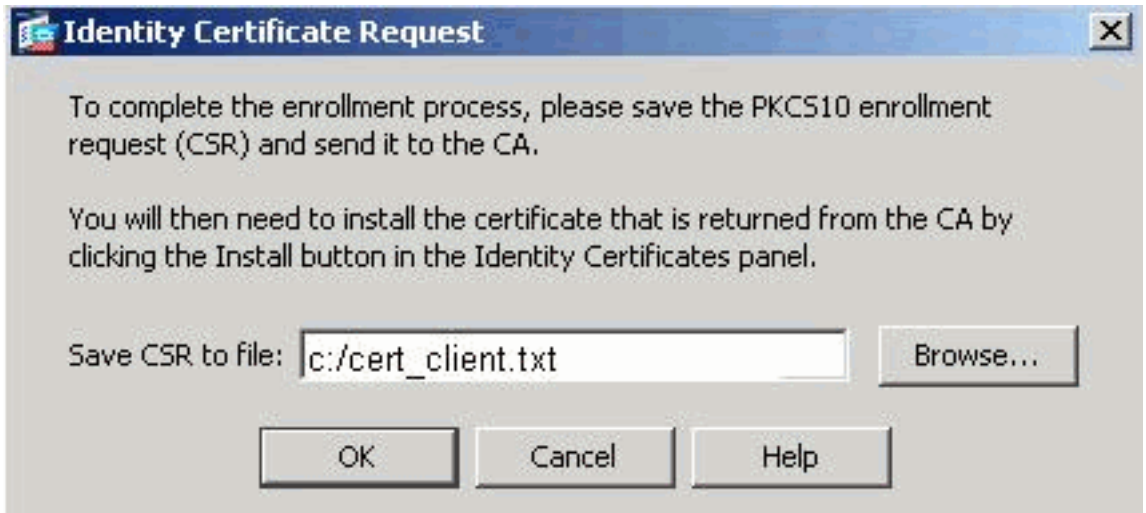 Identity Certificate Request
To complete the enrollment process, please save the PKCS10 enrollment
request (CSR) and send it to the CA.
You will then need to install the certificate that is returned from the CA by
clicking the Install button in the Identity Certificates panel.
Save CSR to file: c:/cert_client.txt Browse...
OK Cancel Help